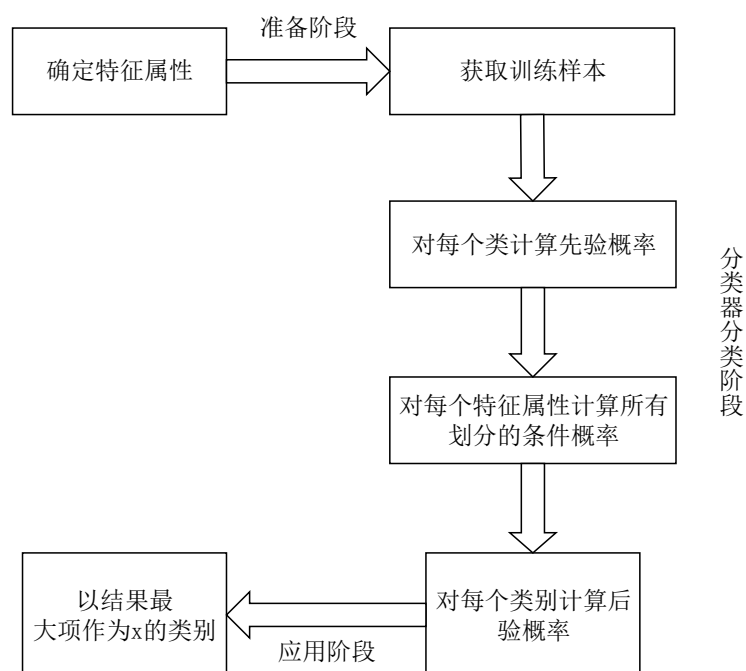 准备阶段
确定特征属性
获取训练样本
对每个类计算先验概率
分类器分类阶段
对每个特征属性计算所有
划分的条件概率
对每个类别计算后
验概率
以结果最
大项作为x的类别
应用阶段